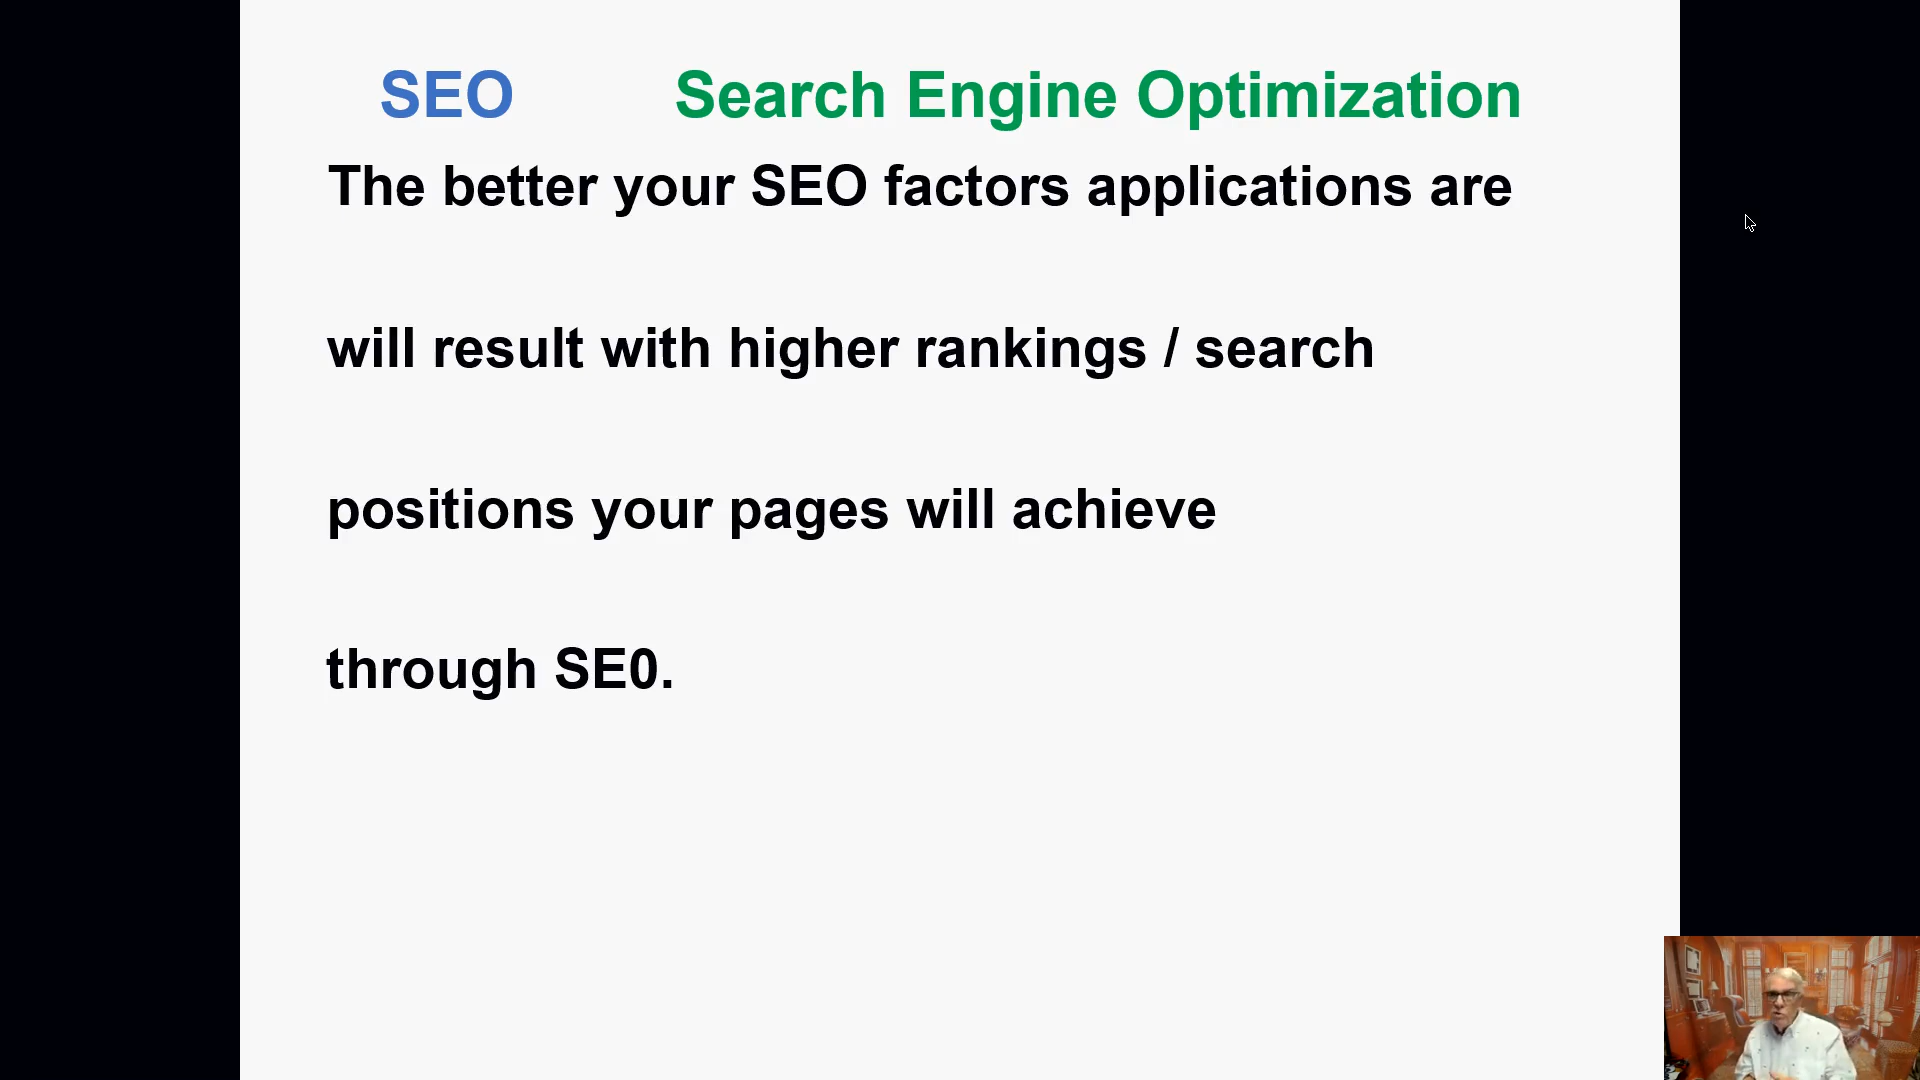 SEO Search Engine Optimization
The better your SEO factors applications are
will result with higher rankings / search
positions your pages will achieve
through SE0.